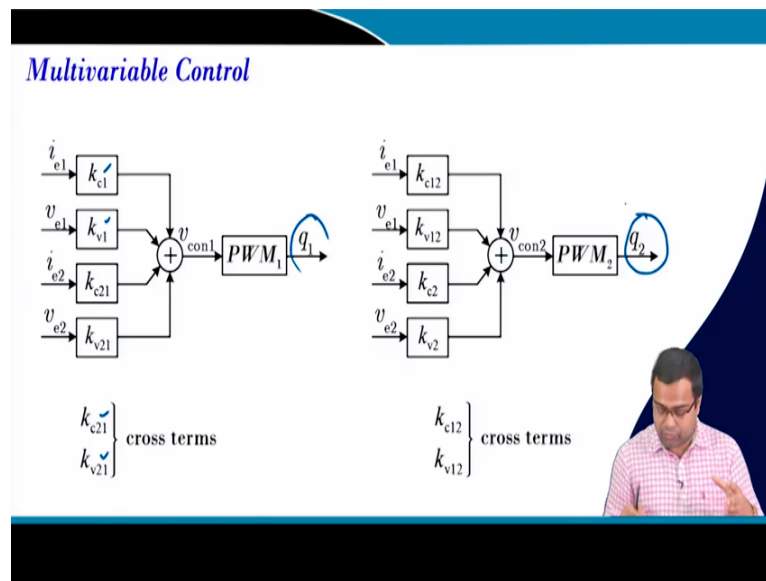 Multivariable Control
i_e1 k_c1
v_e1 k_v1
i_e2 k_c21
v_e2 k_v21
+ v_con1 PWM_1 q_1
i_e1 k_c12
v_e1 k_v12
i_e2 k_c2
v_e2 k_v2
+ v_con2 PWM_2 q_2
k_c21
k_v21
cross terms
k_c12
k_v12
cross terms